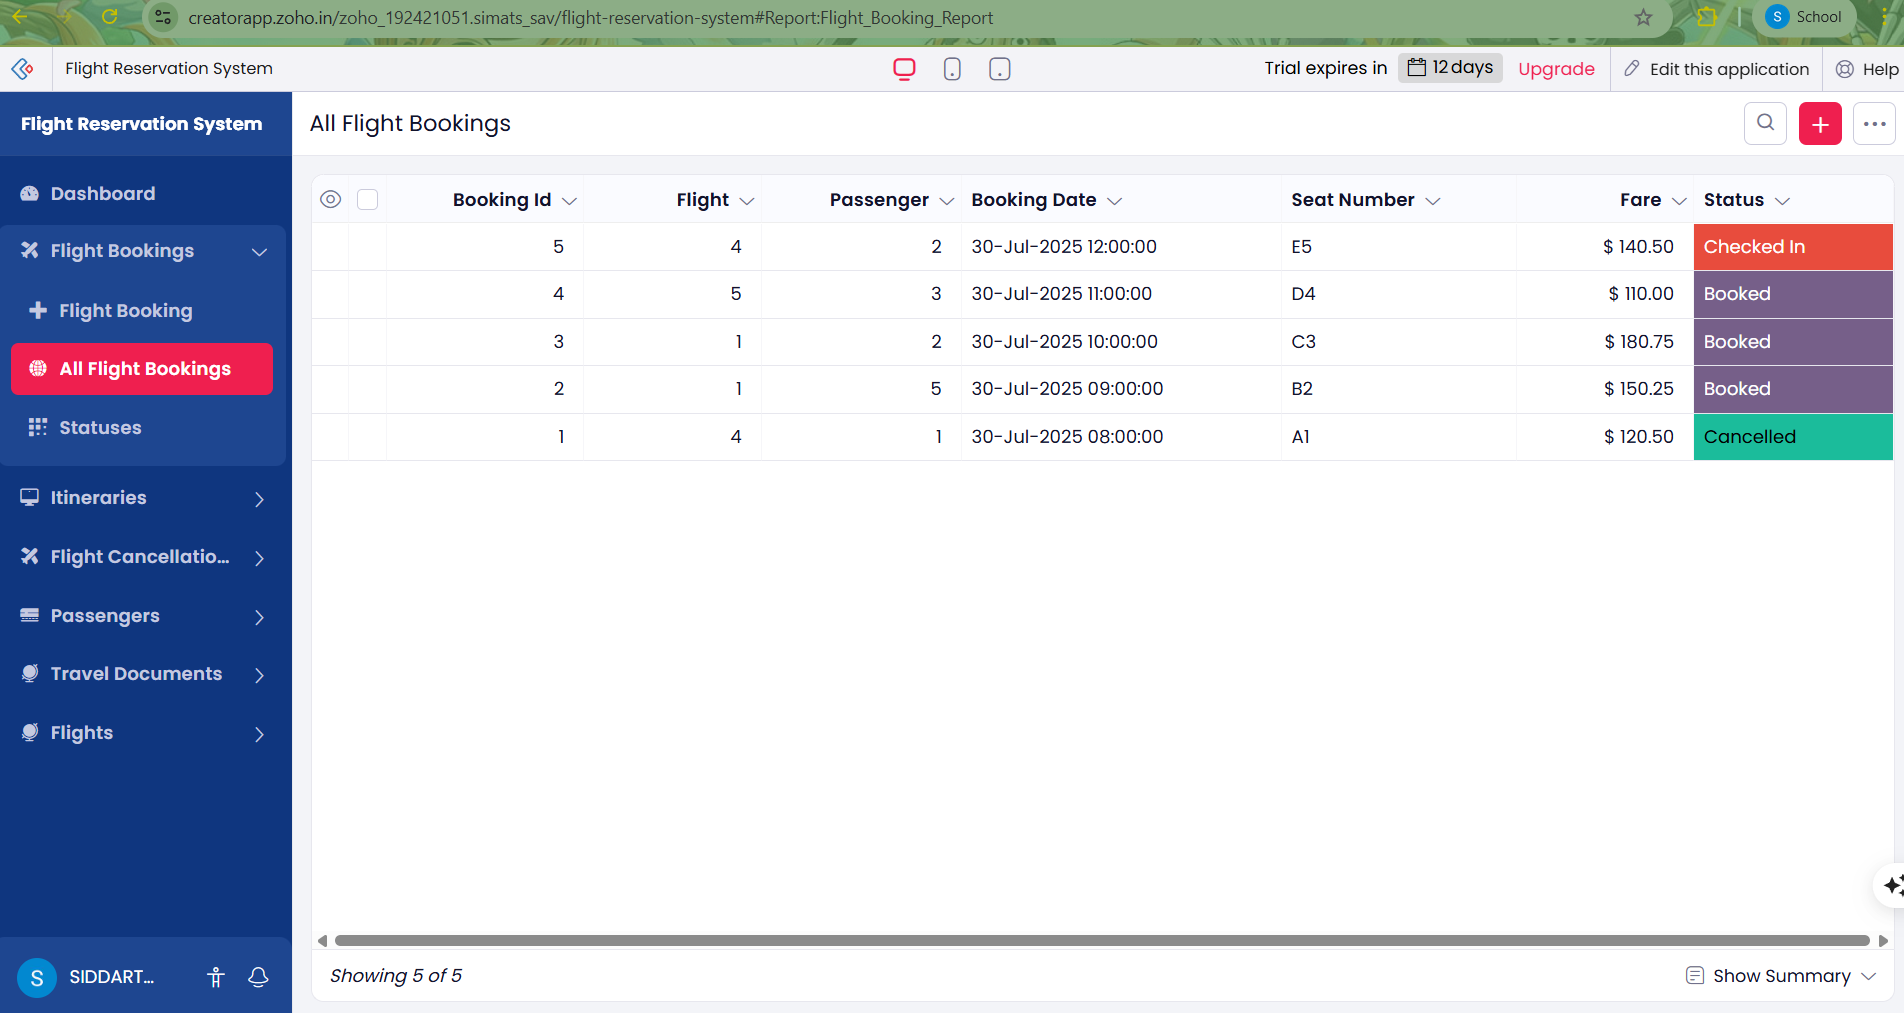 creatorapp.zoho.in/zoho_192421051.simats_sav/flight-reservation-system#Report:Flight_Booking_Report
S School
Flight Reservation System
Trial expires in 12 days Upgrade Edit this application Help
Flight Reservation System
All Flight Bookings
Dashboard
Flight Bookings
Flight Booking
All Flight Bookings
Statuses
Itineraries
Flight Cancellatio...
Passengers
Travel Documents
Flights
S SIDDART...
Booking Id Flight Passenger Booking Date Seat Number Fare Status
5 4 2 30-Jul-2025 12:00:00 E5 $ 140.50 Checked In
4 5 3 30-Jul-2025 11:00:00 D4 $ 110.00 Booked
3 1 2 30-Jul-2025 10:00:00 C3 $ 180.75 Booked
2 1 5 30-Jul-2025 09:00:00 B2 $ 150.25 Booked
1 4 1 30-Jul-2025 08:00:00 A1 $ 120.50 Cancelled
Showing 5 of 5
Show Summary